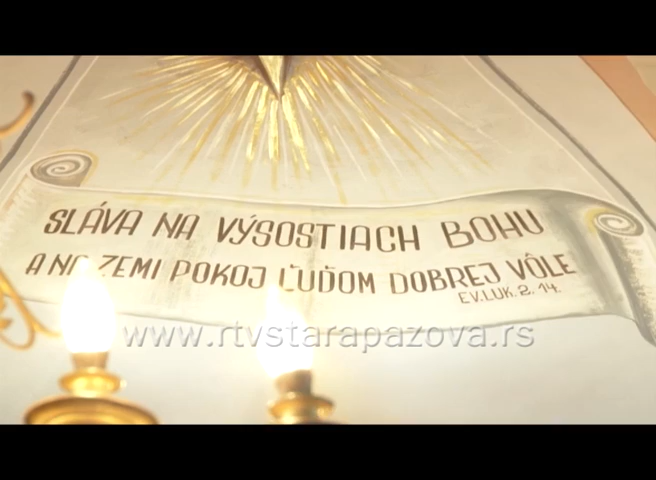 SLÁVA NA VÝSOSTIACH BOHU
A NA ZEMI POKOJ ĽUĎOM DOBREJ VÔLE
EV. LUK. 2. 14.
www.rtvstarapazova.rs